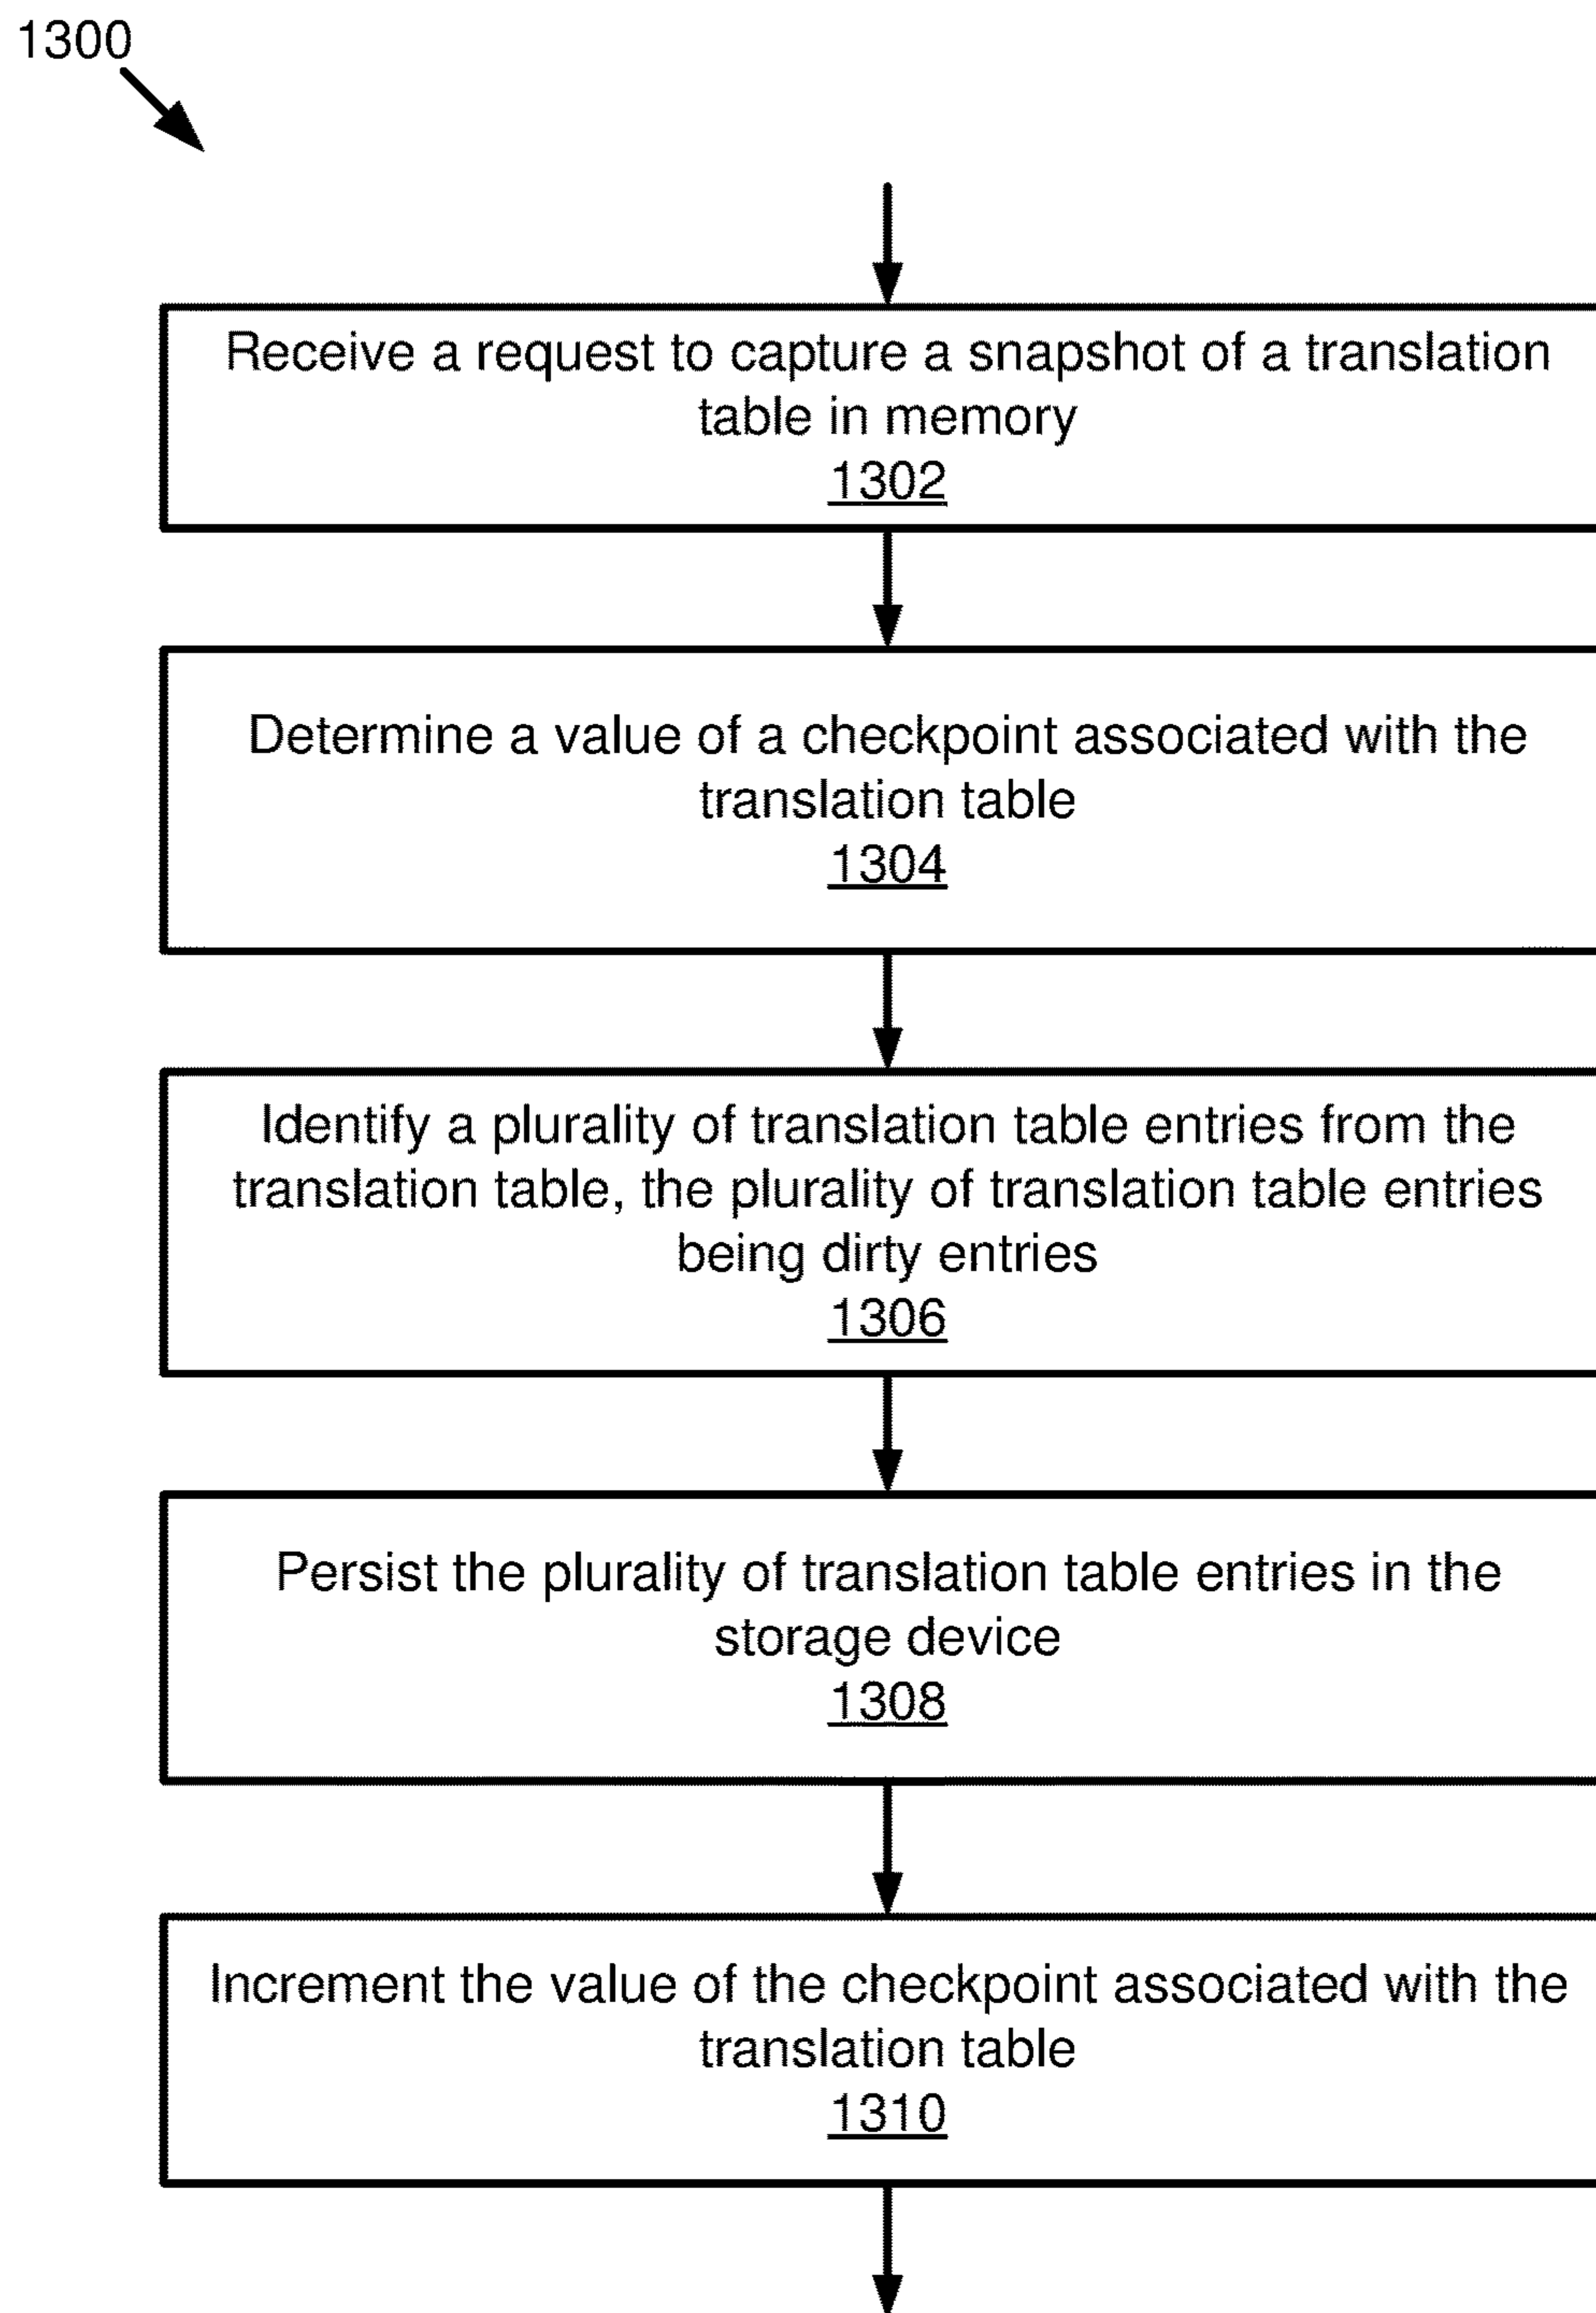 1300
Receive a request to capture a snapshot of a translation
table in memory
1302
Determine a value of a checkpoint associated with the
translation table
1304
Identify a plurality of translation table entries from the
translation table, the plurality of translation table entries
being dirty entries
1306
Persist the plurality of translation table entries in the
storage device
1308
Increment the value of the checkpoint associated with the
translation table
1310